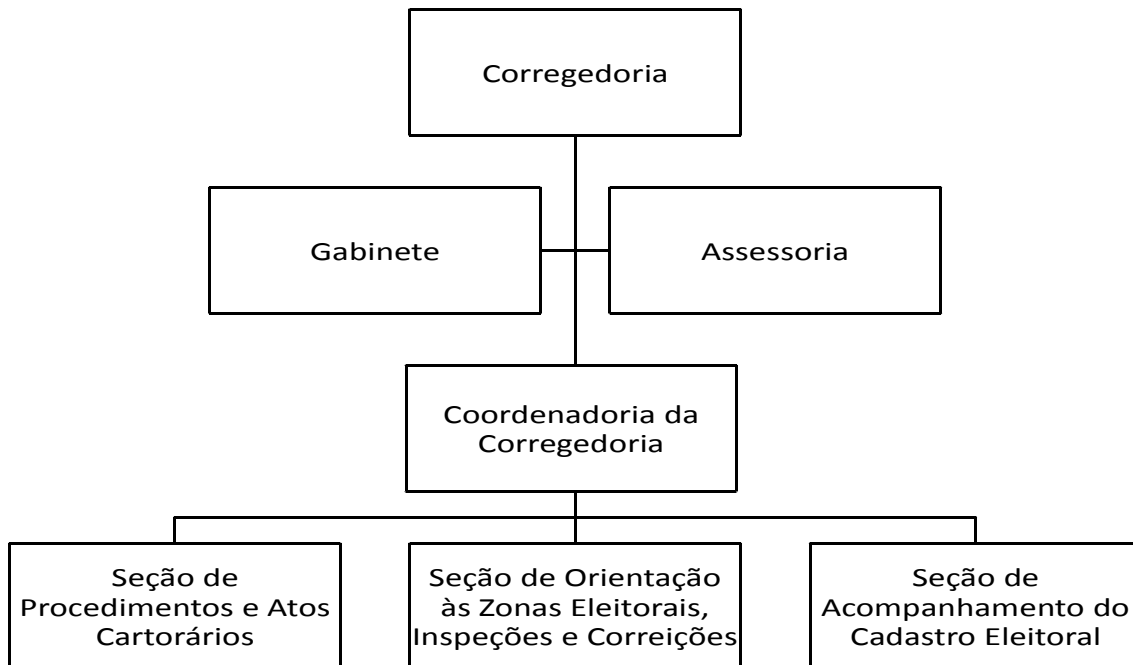 Corregedoria
Gabinete
Assessoria
Coordenadoria da
Corregedoria
Seção de
Procedimentos e Atos
Cartorários
Seção de Orientação
às Zonas Eleitorais,
Inspeções e Correições
Seção de
Acompanhamento do
Cadastro Eleitoral